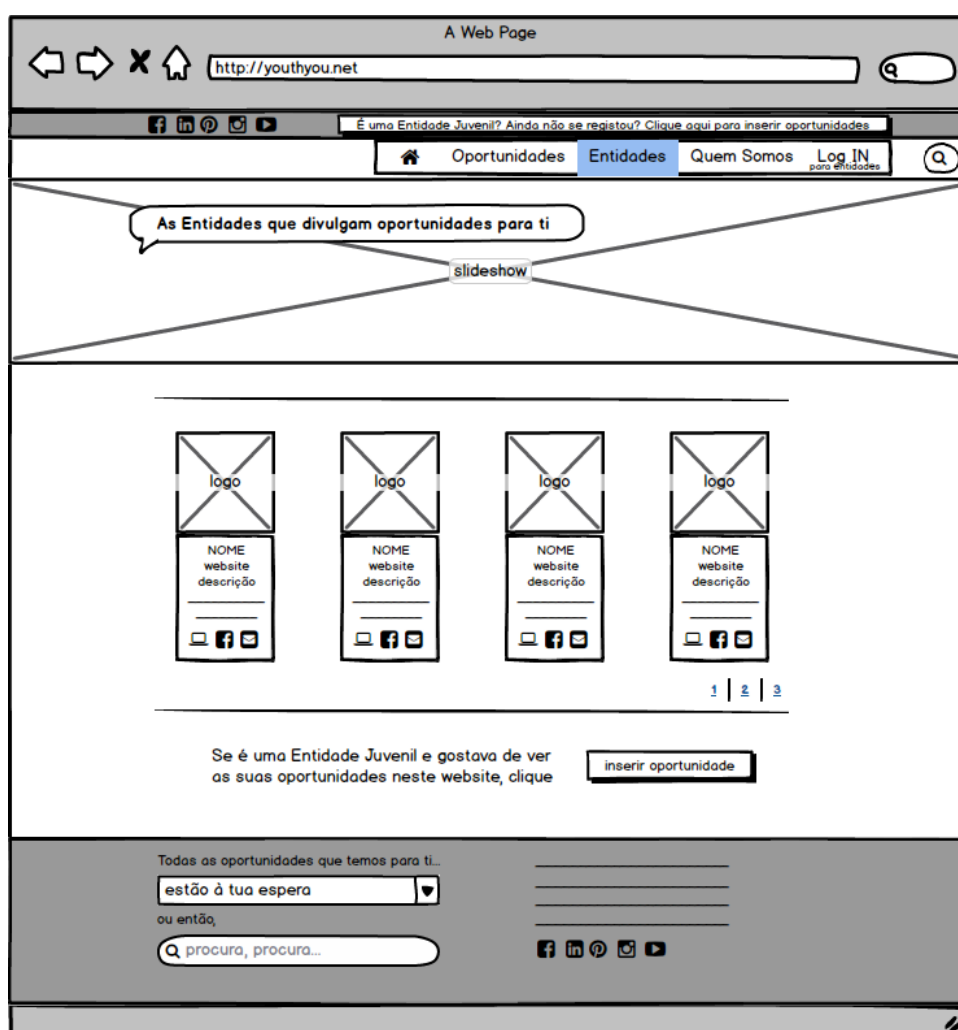 A Web Page
http://youthyou.net
É uma Entidade Juvenil? Ainda não se registou? Clique aqui para inserir oportunidades
Oportunidades Entidades Quem Somos Log IN
para entidades
As Entidades que divulgam oportunidades para ti
slideshow
logo logo logo logo
NOME NOME NOME NOME
website website website website
descrição descrição descrição descrição
1 2 3
Se é uma Entidade Juvenil e gostava de ver
as suas oportunidades neste website, clique
inserir oportunidade
Todas as oportunidades que temos para ti...
estão à tua espera
ou então,
procura, procura...